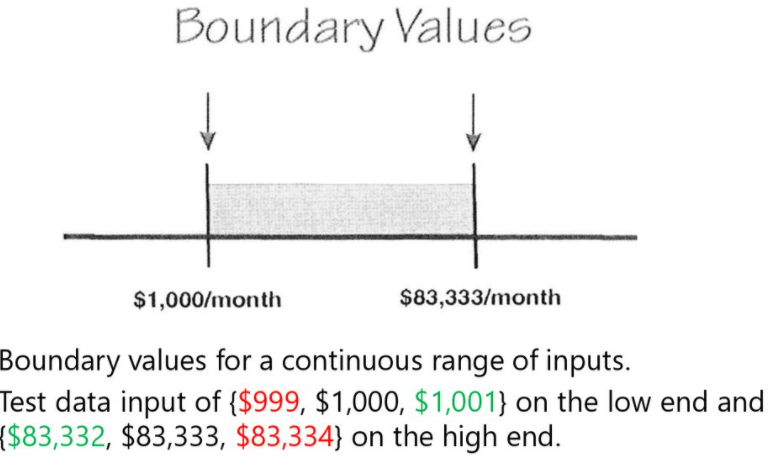 Boundary Values
$1,000/month
$83,333/month
Boundary values for a continuous range of inputs.
Test data input of {$999, $1,000, $1,001} on the low end and
{$83,332, $83,333, $83,334} on the high end.